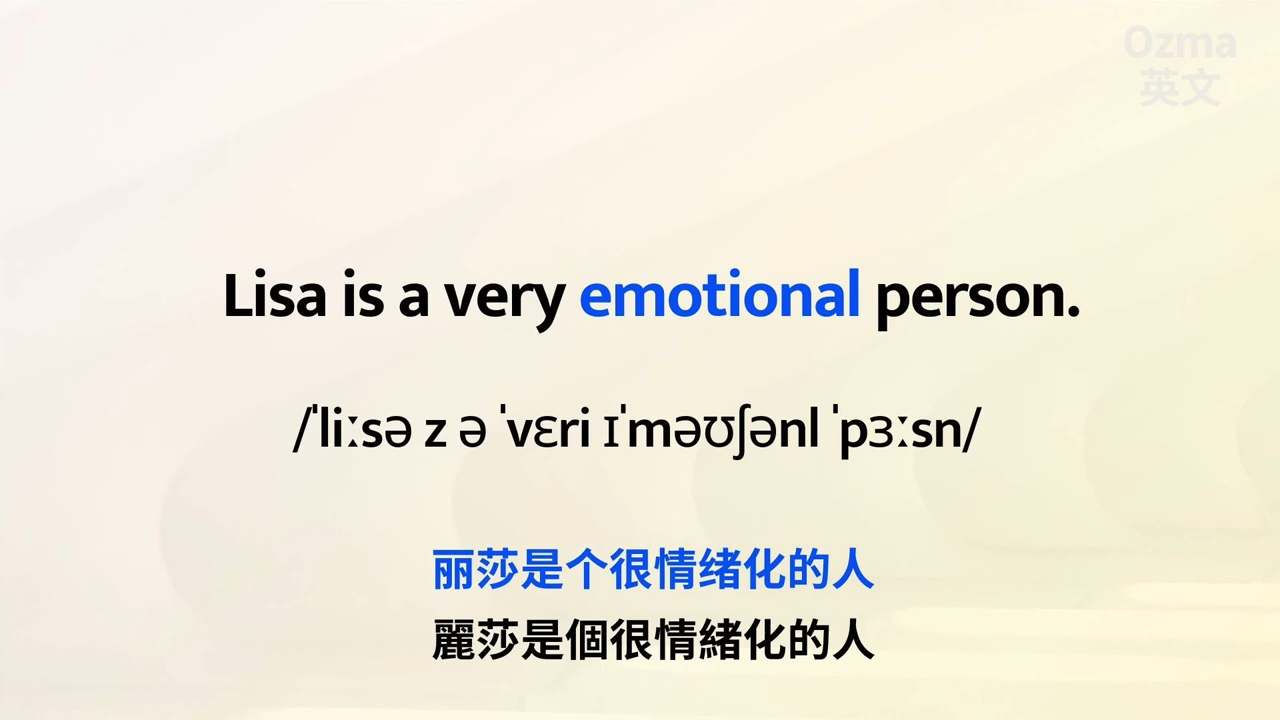 Ozma
英文
Lisa is a very emotional person.
/ˈliːsə z ə ˈvɛri ɪˈməʊʃənl ˈpɜːsn/
丽莎是个很情绪化的人
麗莎是個很情緒化的人